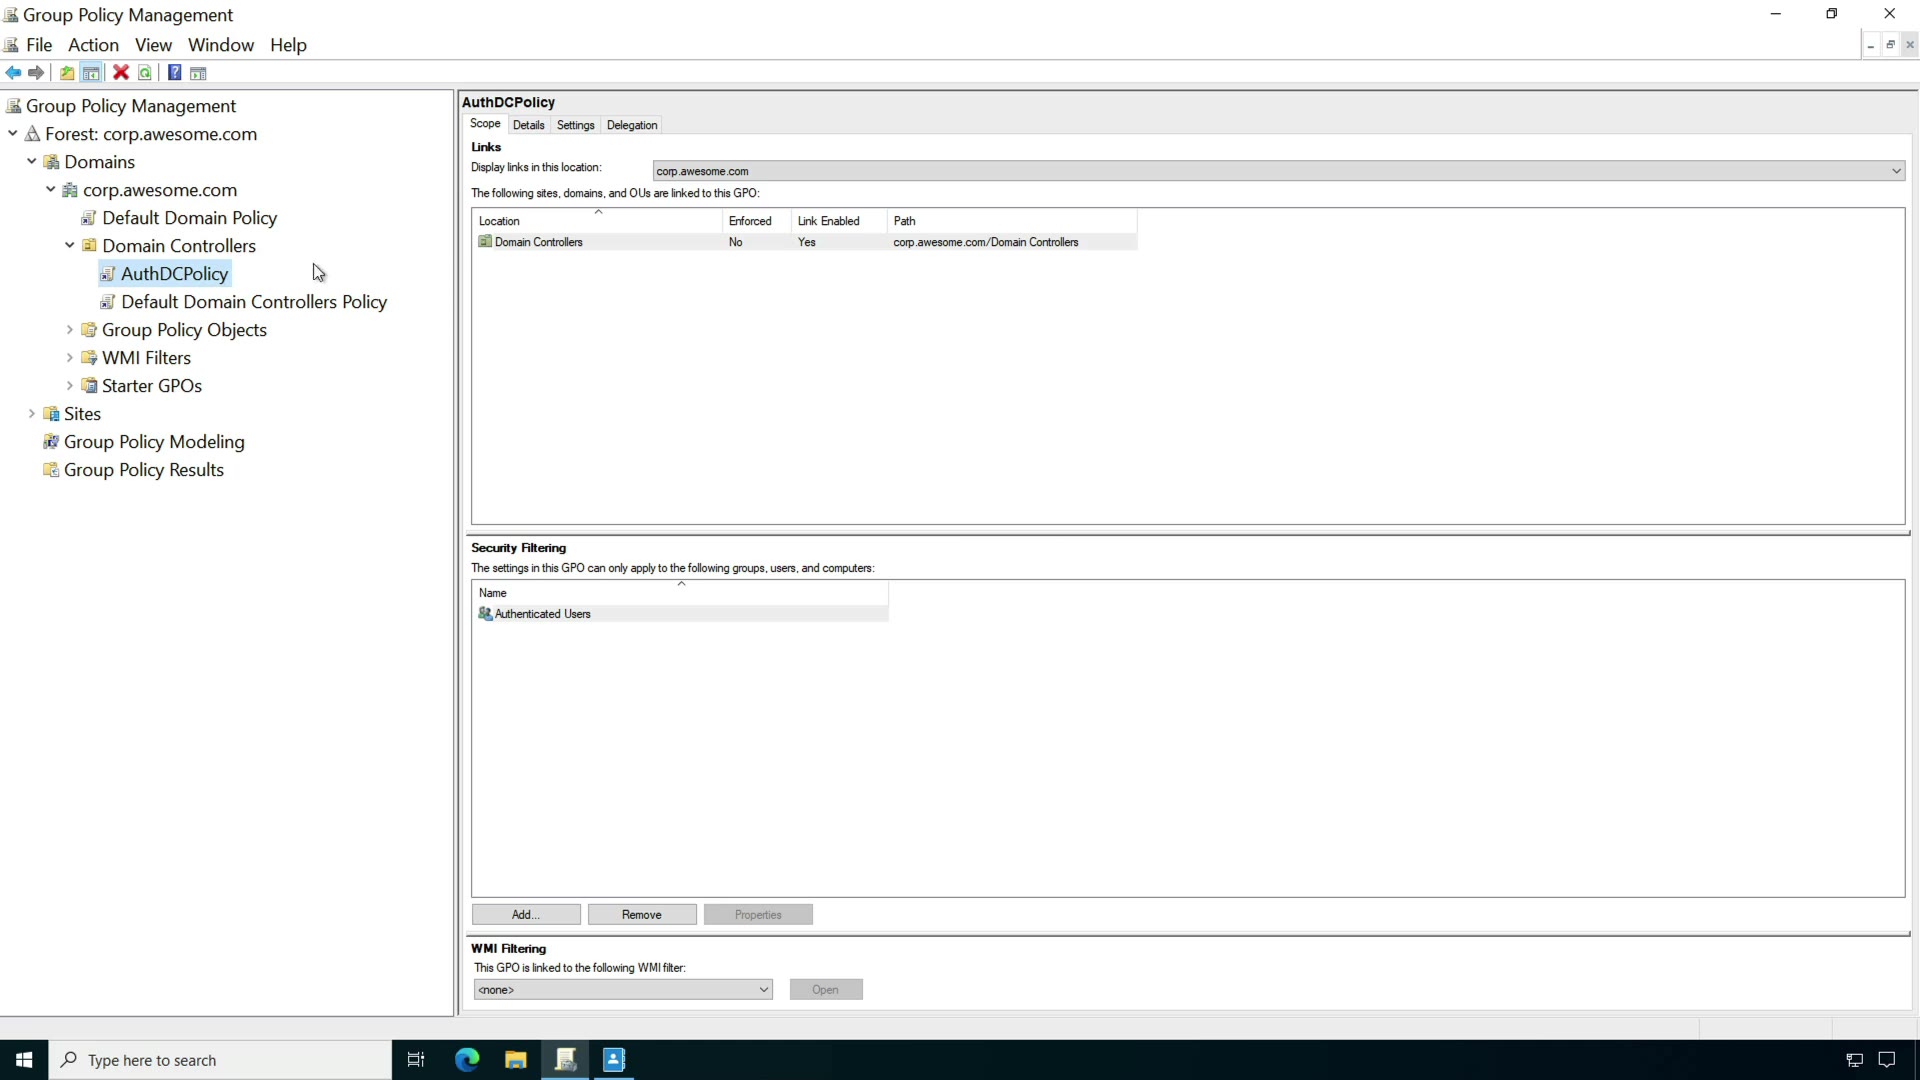 Group Policy Management
File Action View Window Help
Group Policy Management
Forest: corp.awesome.com
Domains
corp.awesome.com
Default Domain Policy
Domain Controllers
AuthDCPolicy
Default Domain Controllers Policy
Group Policy Objects
WMI Filters
Starter GPOs
Sites
Group Policy Modeling
Group Policy Results
AuthDCPolicy
Scope Details Settings Delegation
Links
Display links in this location: corp.awesome.com
The following sites, domains, and OUs are linked to this GPO:
Location Enforced Link Enabled Path
Domain Controllers No Yes corp.awesome.com/Domain Controllers
Security Filtering
The settings in this GPO can only apply to the following groups, users, and computers:
Name
Authenticated Users
Add... Remove Properties
WMI Filtering
This GPO is linked to the following WMI filter:
<none> Open
Type here to search